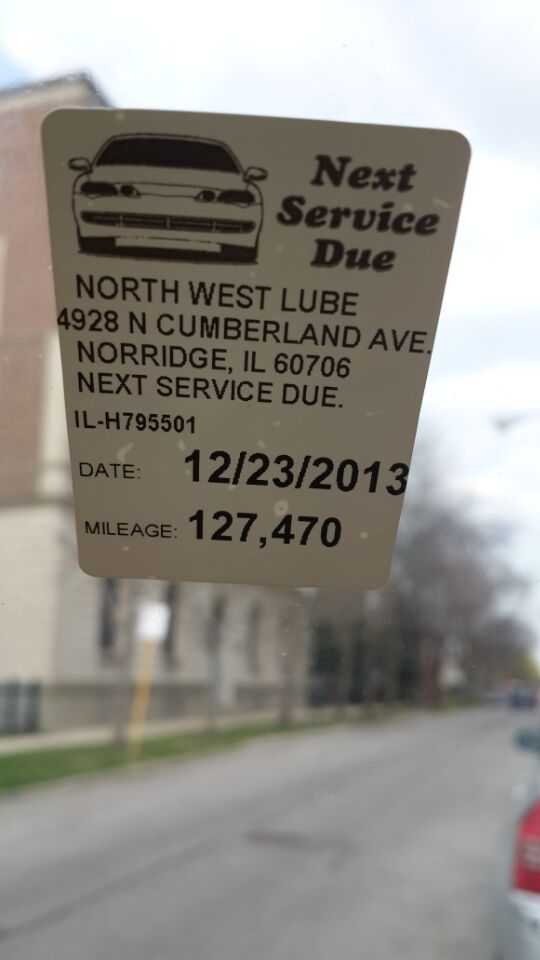 Next
Service
Due
NORTH WEST LUBE
4928 N CUMBERLAND AVE.
NORRIDGE, IL 60706
NEXT SERVICE DUE.
IL-H795501
DATE: 12/23/2013
MILEAGE: 127,470